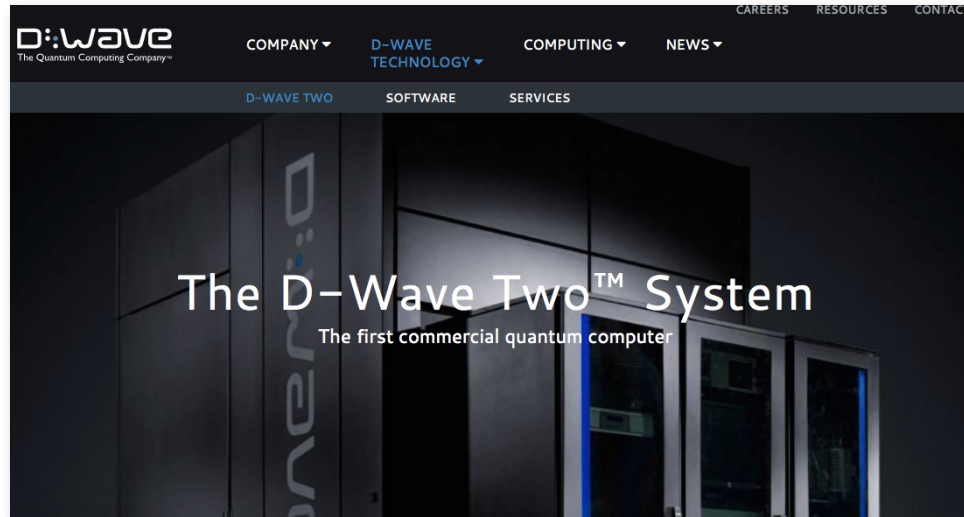 CAREERS RESOURCES CONTAC
D:Wave
The Quantum Computing Company™
COMPANY
D-WAVE
TECHNOLOGY
COMPUTING
NEWS
D-WAVE TWO SOFTWARE SERVICES
D:Wave
The D-Wave Two™ System
The first commercial quantum computer